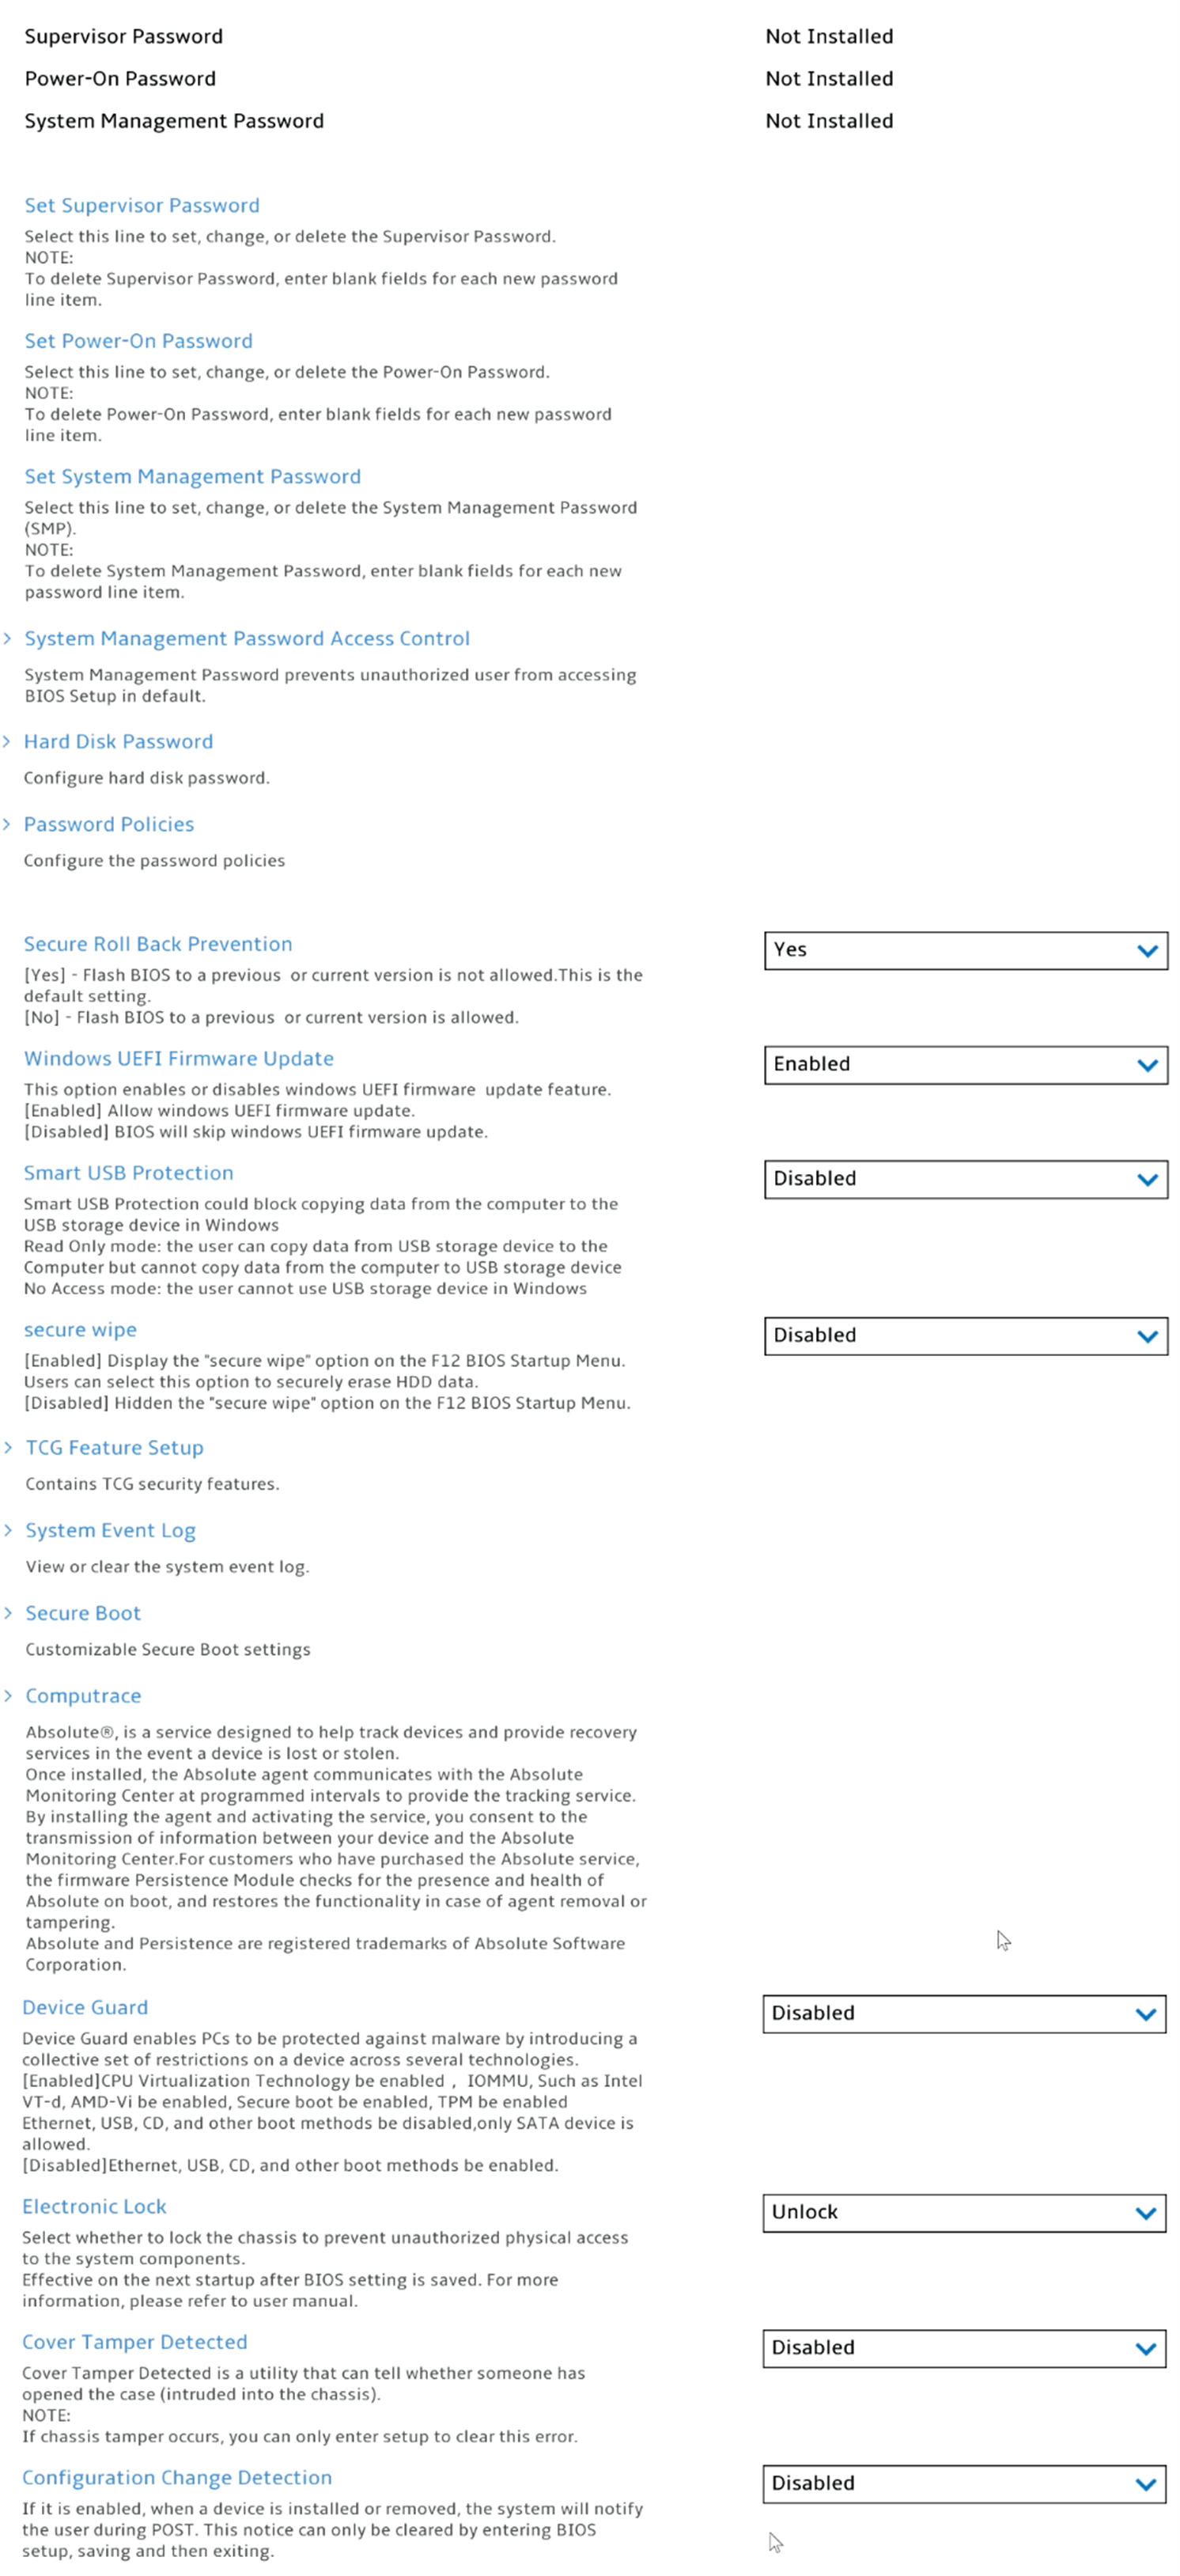 Supervisor Password Not Installed
Power-On Password Not Installed
System Management Password Not Installed
Set Supervisor Password
Select this line to set, change, or delete the Supervisor Password.
NOTE:
To delete Supervisor Password, enter blank fields for each new password
line item.
Set Power-On Password
Select this line to set, change, or delete the Power-On Password.
NOTE:
To delete Power-On Password, enter blank fields for each new password
line item.
Set System Management Password
Select this line to set, change, or delete the System Management Password
(SMP).
NOTE:
To delete System Management Password, enter blank fields for each new
password line item.
System Management Password Access Control
System Management Password prevents unauthorized user from accessing
BIOS Setup in default.
Hard Disk Password
Configure hard disk password.
Password Policies
Configure the password policies
Secure Roll Back Prevention Yes
[Yes] - Flash BIOS to a previous or current version is not allowed.This is the
default setting.
[No] - Flash BIOS to a previous or current version is allowed.
Windows UEFI Firmware Update Enabled
This option enables or disables windows UEFI firmware update feature.
[Enabled] Allow windows UEFI firmware update.
[Disabled] BIOS will skip windows UEFI firmware update.
Smart USB Protection Disabled
Smart USB Protection could block copying data from the computer to the
USB storage device in Windows
Read Only mode: the user can copy data from USB storage device to the
Computer but cannot copy data from the computer to USB storage device
No Access mode: the user cannot use USB storage device in Windows
secure wipe Disabled
[Enabled] Display the "secure wipe" option on the F12 BIOS Startup Menu.
Users can select this option to securely erase HDD data.
[Disabled] Hidden the "secure wipe" option on the F12 BIOS Startup Menu.
TCG Feature Setup
Contains TCG security features.
System Event Log
View or clear the system event log.
Secure Boot
Customizable Secure Boot settings
Computrace
Absolute®, is a service designed to help track devices and provide recovery
services in the event a device is lost or stolen.
Once installed, the Absolute agent communicates with the Absolute
Monitoring Center at programmed intervals to provide the tracking service.
By installing the agent and activating the service, you consent to the
transmission of information between your device and the Absolute
Monitoring Center.For customers who have purchased the Absolute service,
the firmware Persistence Module checks for the presence and health of
Absolute on boot, and restores the functionality in case of agent removal or
tampering.
Absolute and Persistence are registered trademarks of Absolute Software
Corporation.
Device Guard Disabled
Device Guard enables PCs to be protected against malware by introducing a
collective set of restrictions on a device across several technologies.
[Enabled]CPU Virtualization Technology be enabled , IOMMU, Such as Intel
VT-d, AMD-Vi be enabled, Secure boot be enabled, TPM be enabled
Ethernet, USB, CD, and other boot methods be disabled,only SATA device is
allowed.
[Disabled]Ethernet, USB, CD, and other boot methods be enabled.
Electronic Lock Unlock
Select whether to lock the chassis to prevent unauthorized physical access
to the system components.
Effective on the next startup after BIOS setting is saved. For more
information, please refer to user manual.
Cover Tamper Detected Disabled
Cover Tamper Detected is a utility that can tell whether someone has
opened the case (intruded into the chassis).
NOTE:
If chassis tamper occurs, you can only enter setup to clear this error.
Configuration Change Detection Disabled
If it is enabled, when a device is installed or removed, the system will notify
the user during POST. This notice can only be cleared by entering BIOS
setup, saving and then exiting.